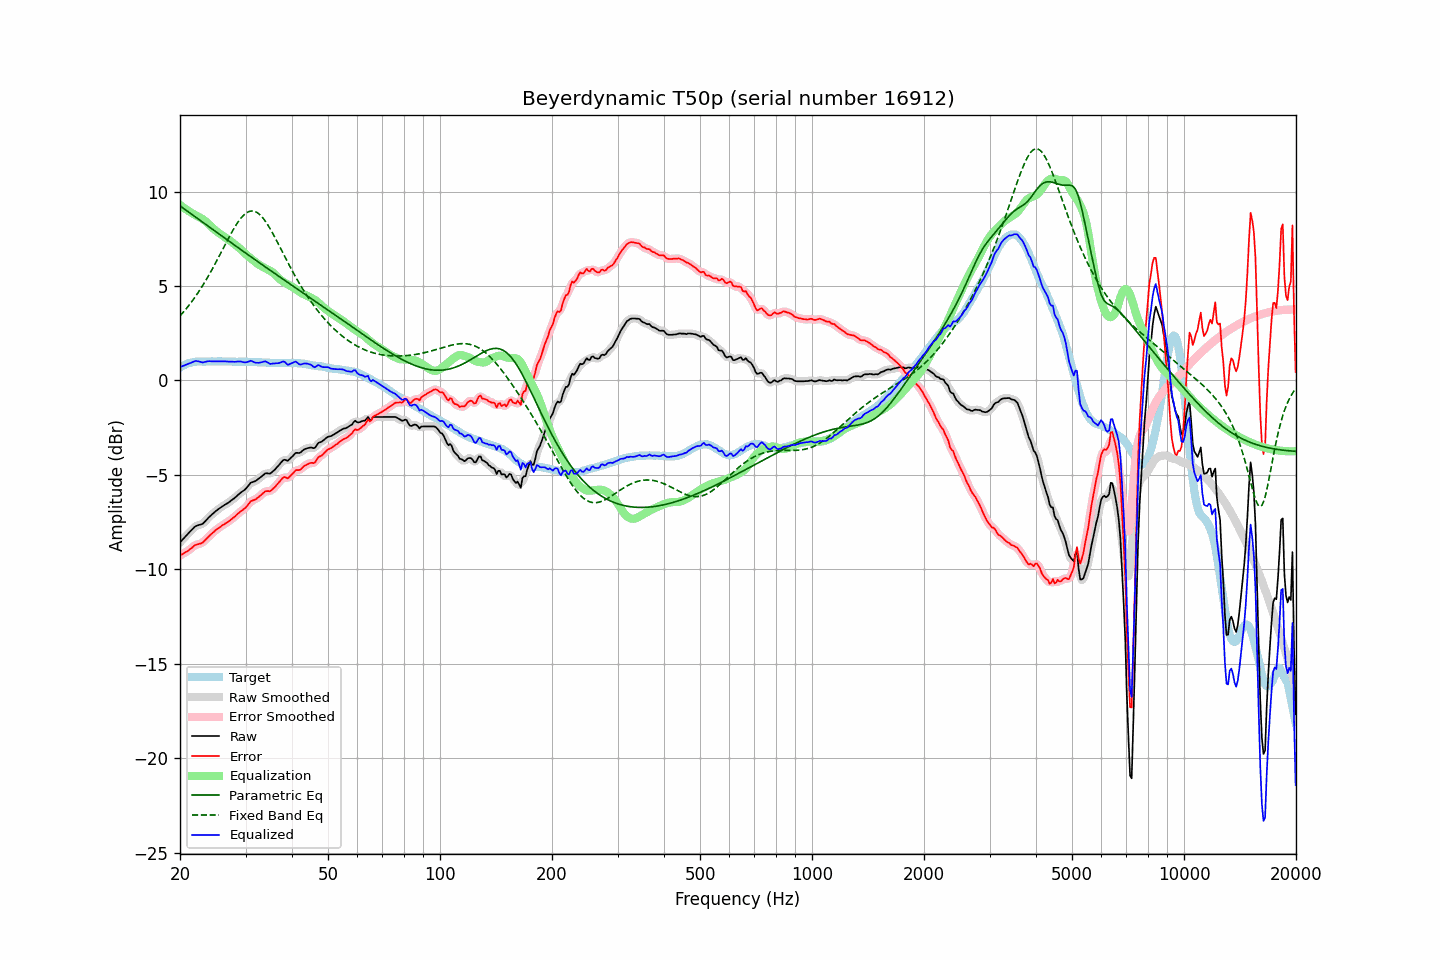 Beyerdynamic T50p (serial number 16912)
Amplitude (dBr)
10
5
0
−5
−10
−15
−20
−25
Target
Raw Smoothed
Error Smoothed
Raw
Error
Equalization
Parametric Eq
Fixed Band Eq
Equalized
20 50 100 200 500 1000 2000 5000 10000 20000
Frequency (Hz)